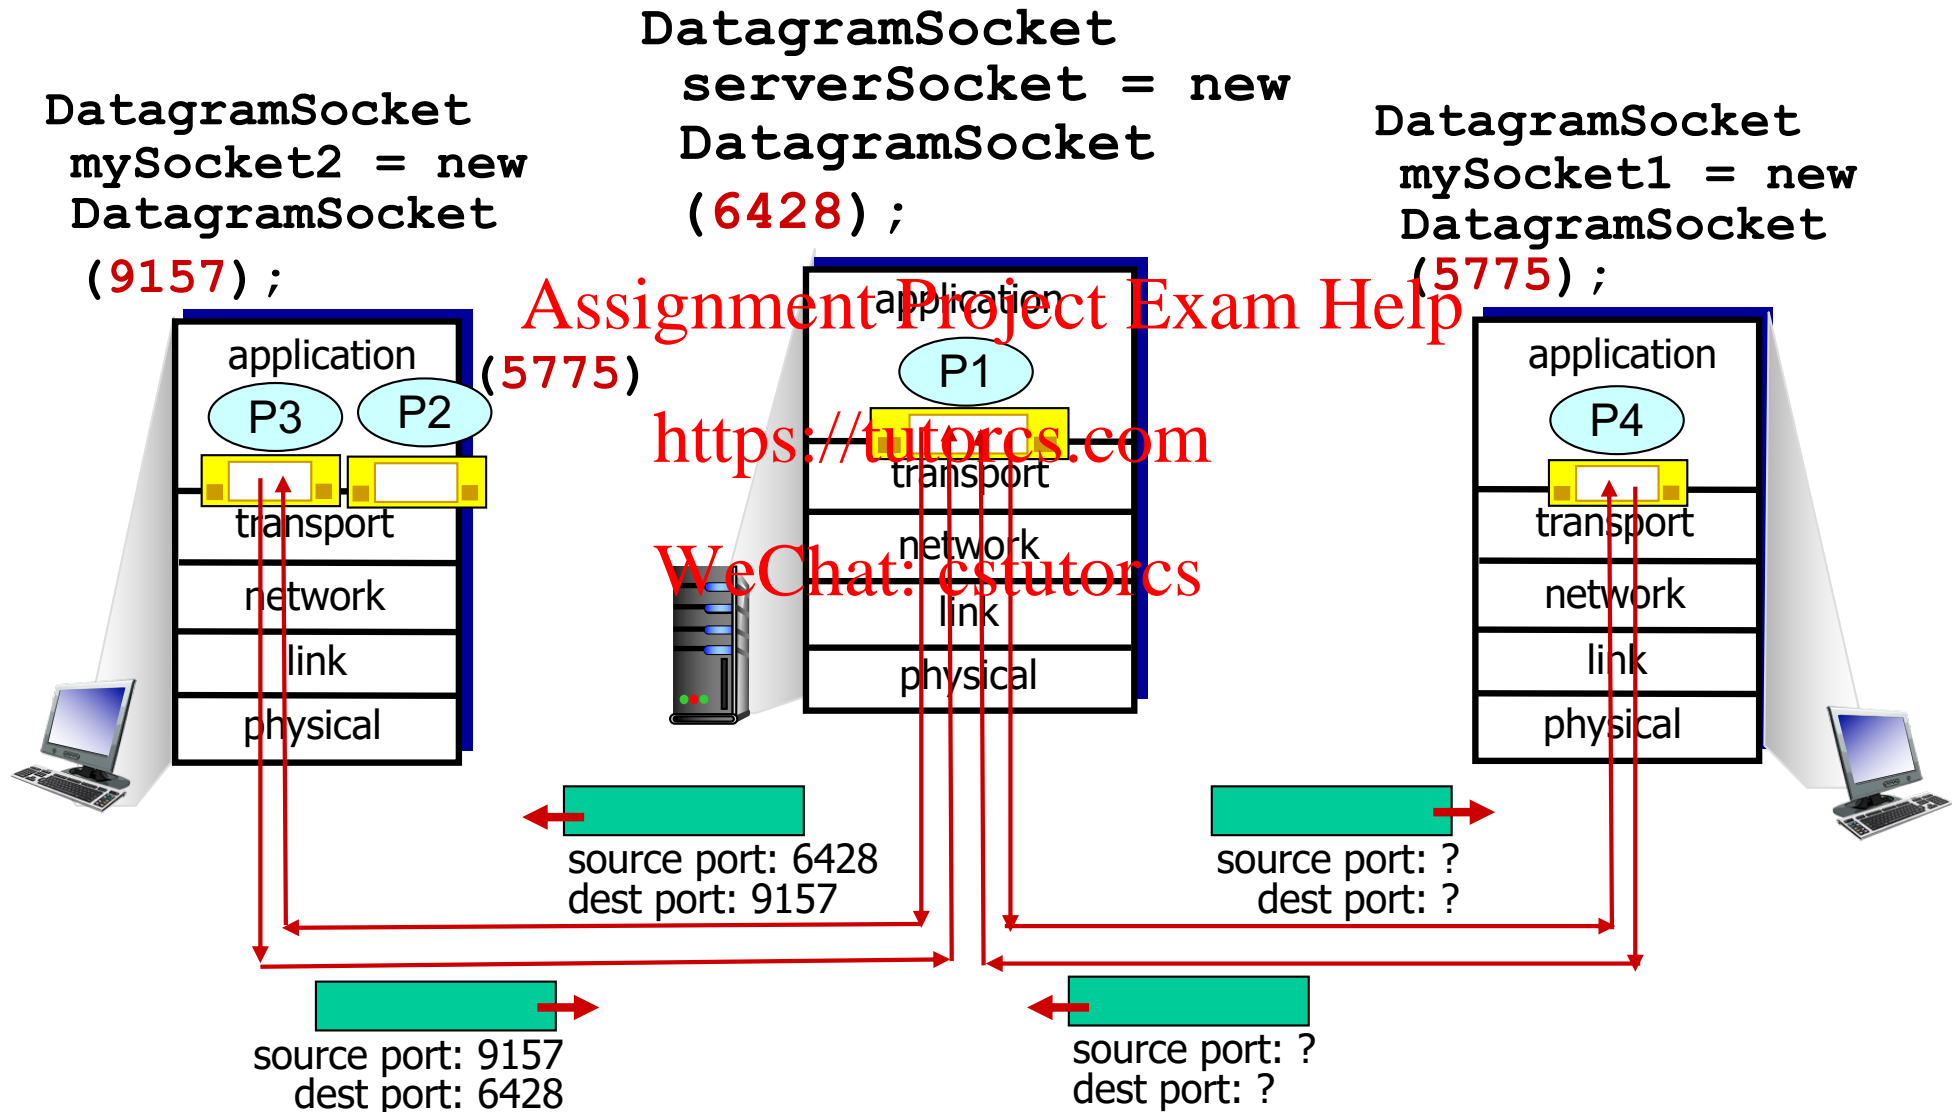 DatagramSocket
serverSocket = new
DatagramSocket
(6428);
DatagramSocket
mySocket2 = new
DatagramSocket
(9157);
DatagramSocket
mySocket1 = new
DatagramSocket
(5775);
Assignment Project Exam Help
https://tutorcs.com
WeChat: cstutorcs
application
(5775)
P3
P2
transport
network
link
physical
application
P1
transport
network
link
physical
application
P4
transport
network
link
physical
source port: 6428
dest port: 9157
source port: ?
dest port: ?
source port: 9157
dest port: 6428
source port: ?
dest port: ?